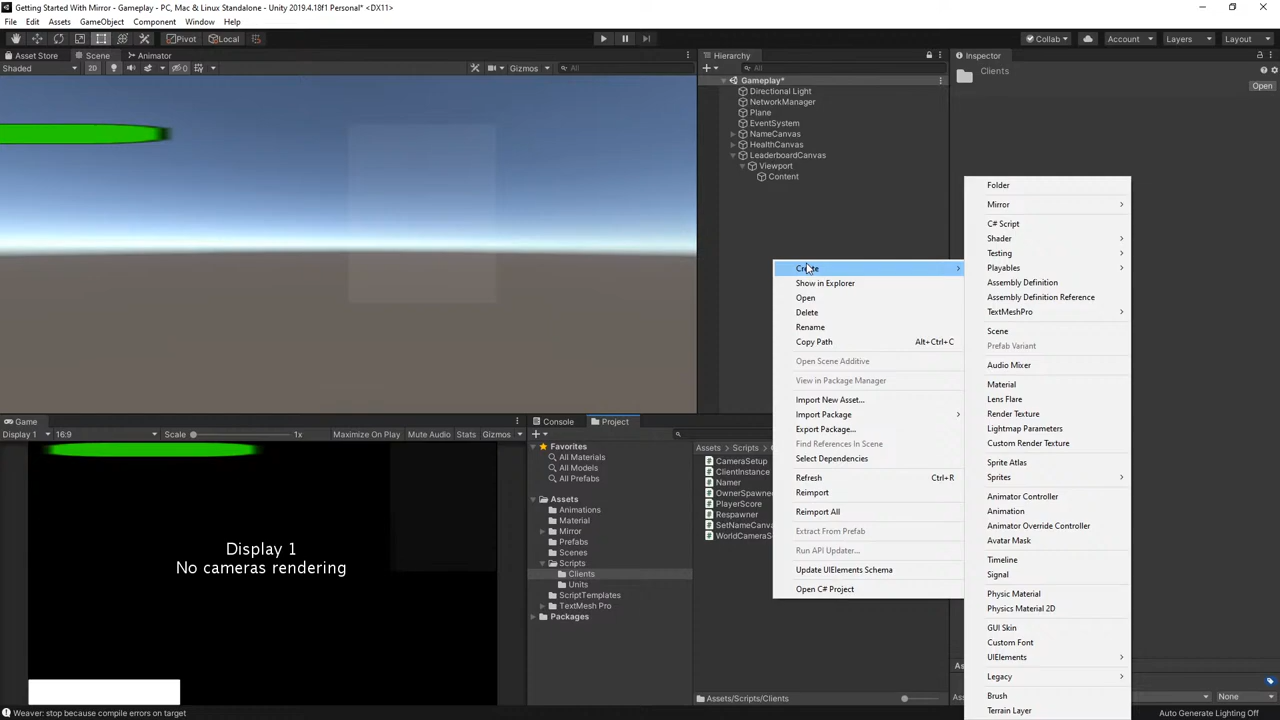 Getting Started With Mirror - Gameplay - PC, Mac & Linux Standalone - Unity 2019.4.18f1 Personal* <DX11>
File Edit Assets GameObject Component Window Help
Pivot Local Collab Account Layers Layout
Asset Store Scene Animator
Shaded 2D 0 Gizmos All
Hierarchy
All
Gameplay*
Directional Light
NetworkManager
Plane
EventSystem
NameCanvas
HealthCanvas
LeaderboardCanvas
Viewport
Content
Inspector
Clients
Open
Create
Show in Explorer
Open
Delete
Rename
Copy Path Alt+Ctrl+C
Open Scene Additive
View in Package Manager
Import New Asset...
Import Package
Export Package...
Find References In Scene
Select Dependencies
Refresh Ctrl+R
Reimport
Reimport All
Extract From Prefab
Run API Updater...
Update UIElements Schema
Open C# Project
Folder
Mirror
C# Script
Shader
Testing
Playables
Assembly Definition
Assembly Definition Reference
TextMeshPro
Scene
Prefab Variant
Audio Mixer
Material
Lens Flare
Render Texture
Lightmap Parameters
Custom Render Texture
Sprite Atlas
Sprites
Animator Controller
Animation
Animator Override Controller
Avatar Mask
Timeline
Signal
Physic Material
Physics Material 2D
GUI Skin
Custom Font
UIElements
Legacy
Brush
Terrain Layer
Game
Display 1 16:9 Scale 1x Maximize On Play Mute Audio Stats Gizmos
Display 1
No cameras rendering
Console Project
Favorites
All Materials
All Models
All Prefabs
Assets
Animations
Material
Mirror
Prefabs
Scenes
Scripts
Clients
Units
ScriptTemplates
TextMesh Pro
Packages
Assets Scripts
CameraSetup
ClientInstance
Namer
OwnerSpawne
PlayerScore
Respawner
SetNameCanva
WorldCameraSe
Assets/Scripts/Clients
None
Weaver: stop because compile errors on target
Auto Generate Lighting Off